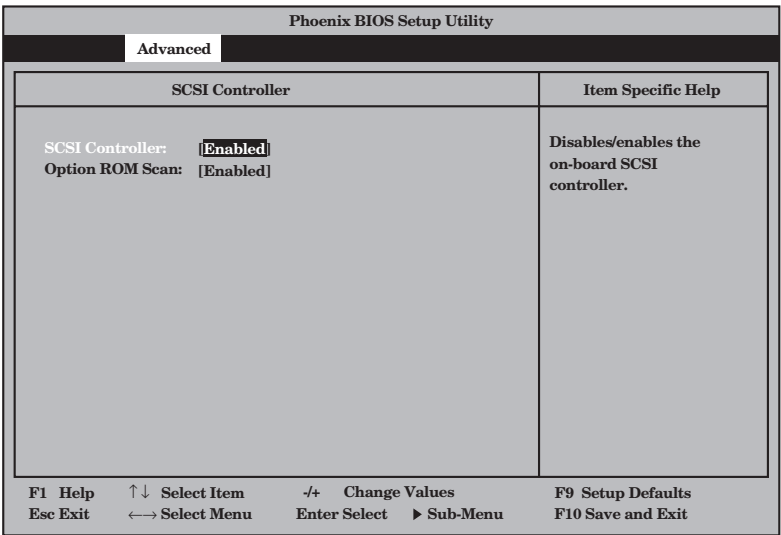 Phoenix BIOS Setup Utility
Advanced
SCSI Controller
Item Specific Help
SCSI Controller: [Enabled]
Option ROM Scan: [Enabled]
Disables/enables the
on-board SCSI
controller.
F1 Help ↑↓ Select Item -/+ Change Values F9 Setup Defaults
Esc Exit ←→ Select Menu Enter Select ▶ Sub-Menu F10 Save and Exit